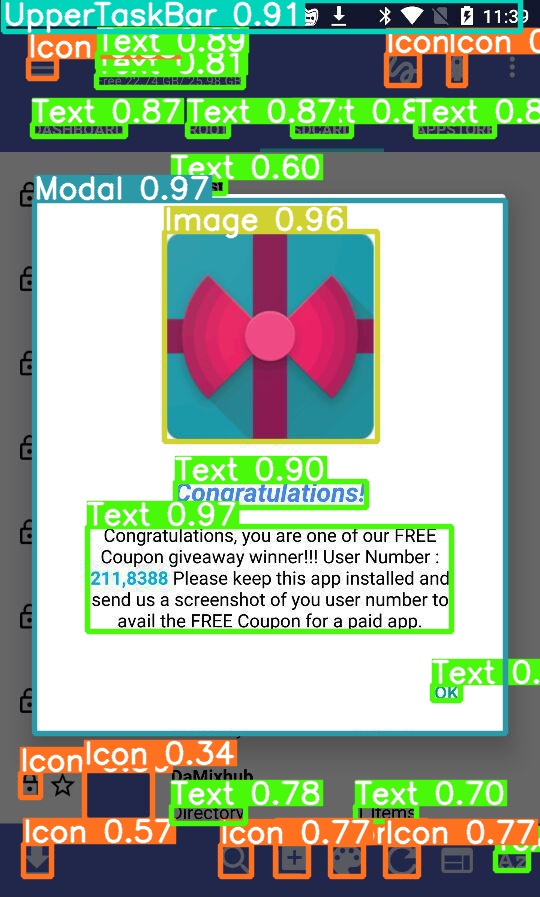 UpperTaskBar 0.91
11:39
Icon
Text 0.89
Icon
Icon 0
Text 0.81
Free 22.74 GB/ 25.98 GB
Text 0.87
Text 0.87
Text 0.8
DASHBOARD
ROOT
SDCARD
APPSTORE
Text 0.60
Modal 0.97
Image 0.96
Text 0.90
Congratulations!
Text 0.97
Congratulations, you are one of our FREE
Coupon giveaway winner!!! User Number :
211,8388 Please keep this app installed and
send us a screenshot of you user number to
avail the FREE Coupon for a paid app.
Text 0.
OK
Icon
Icon 0.34
DaMixhub
Text 0.78
Text 0.70
Directory
Items
Icon 0.57
Icon 0.77
Icon 0.77
Az